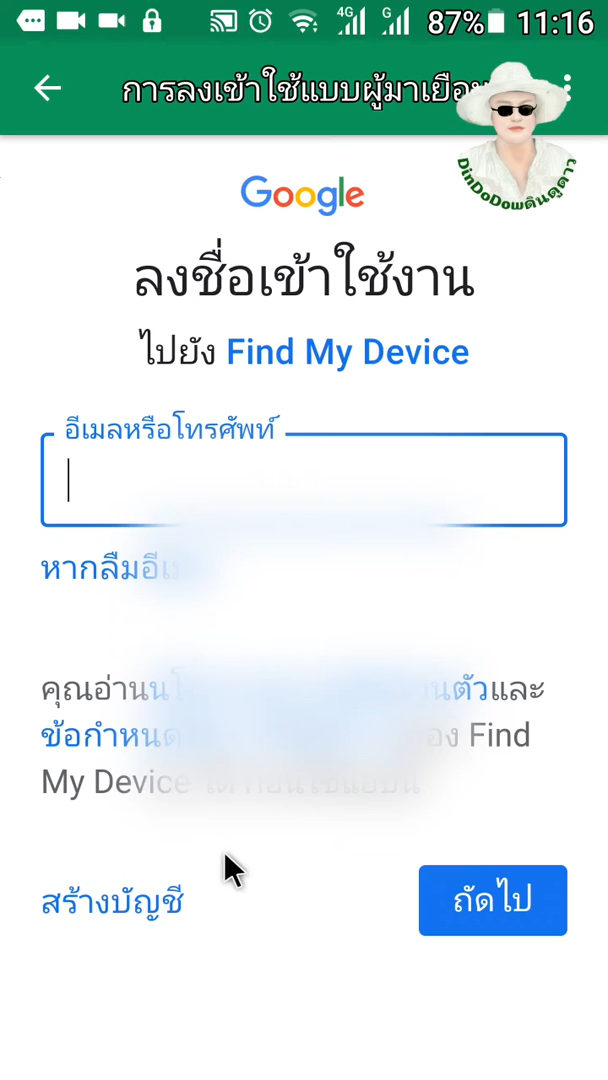 4G G 87% 11:16
การลงเข้าใช้แบบผู้มาเยือน
DinDoDowดินดูดาว
Google
ลงชื่อเข้าใช้งาน
ไปยัง Find My Device
อีเมลหรือโทรศัพท์
หากลืม
คุณอ่าน และ
ข้อกำหนด Find
My Device
สร้างบัญชี ถัดไป